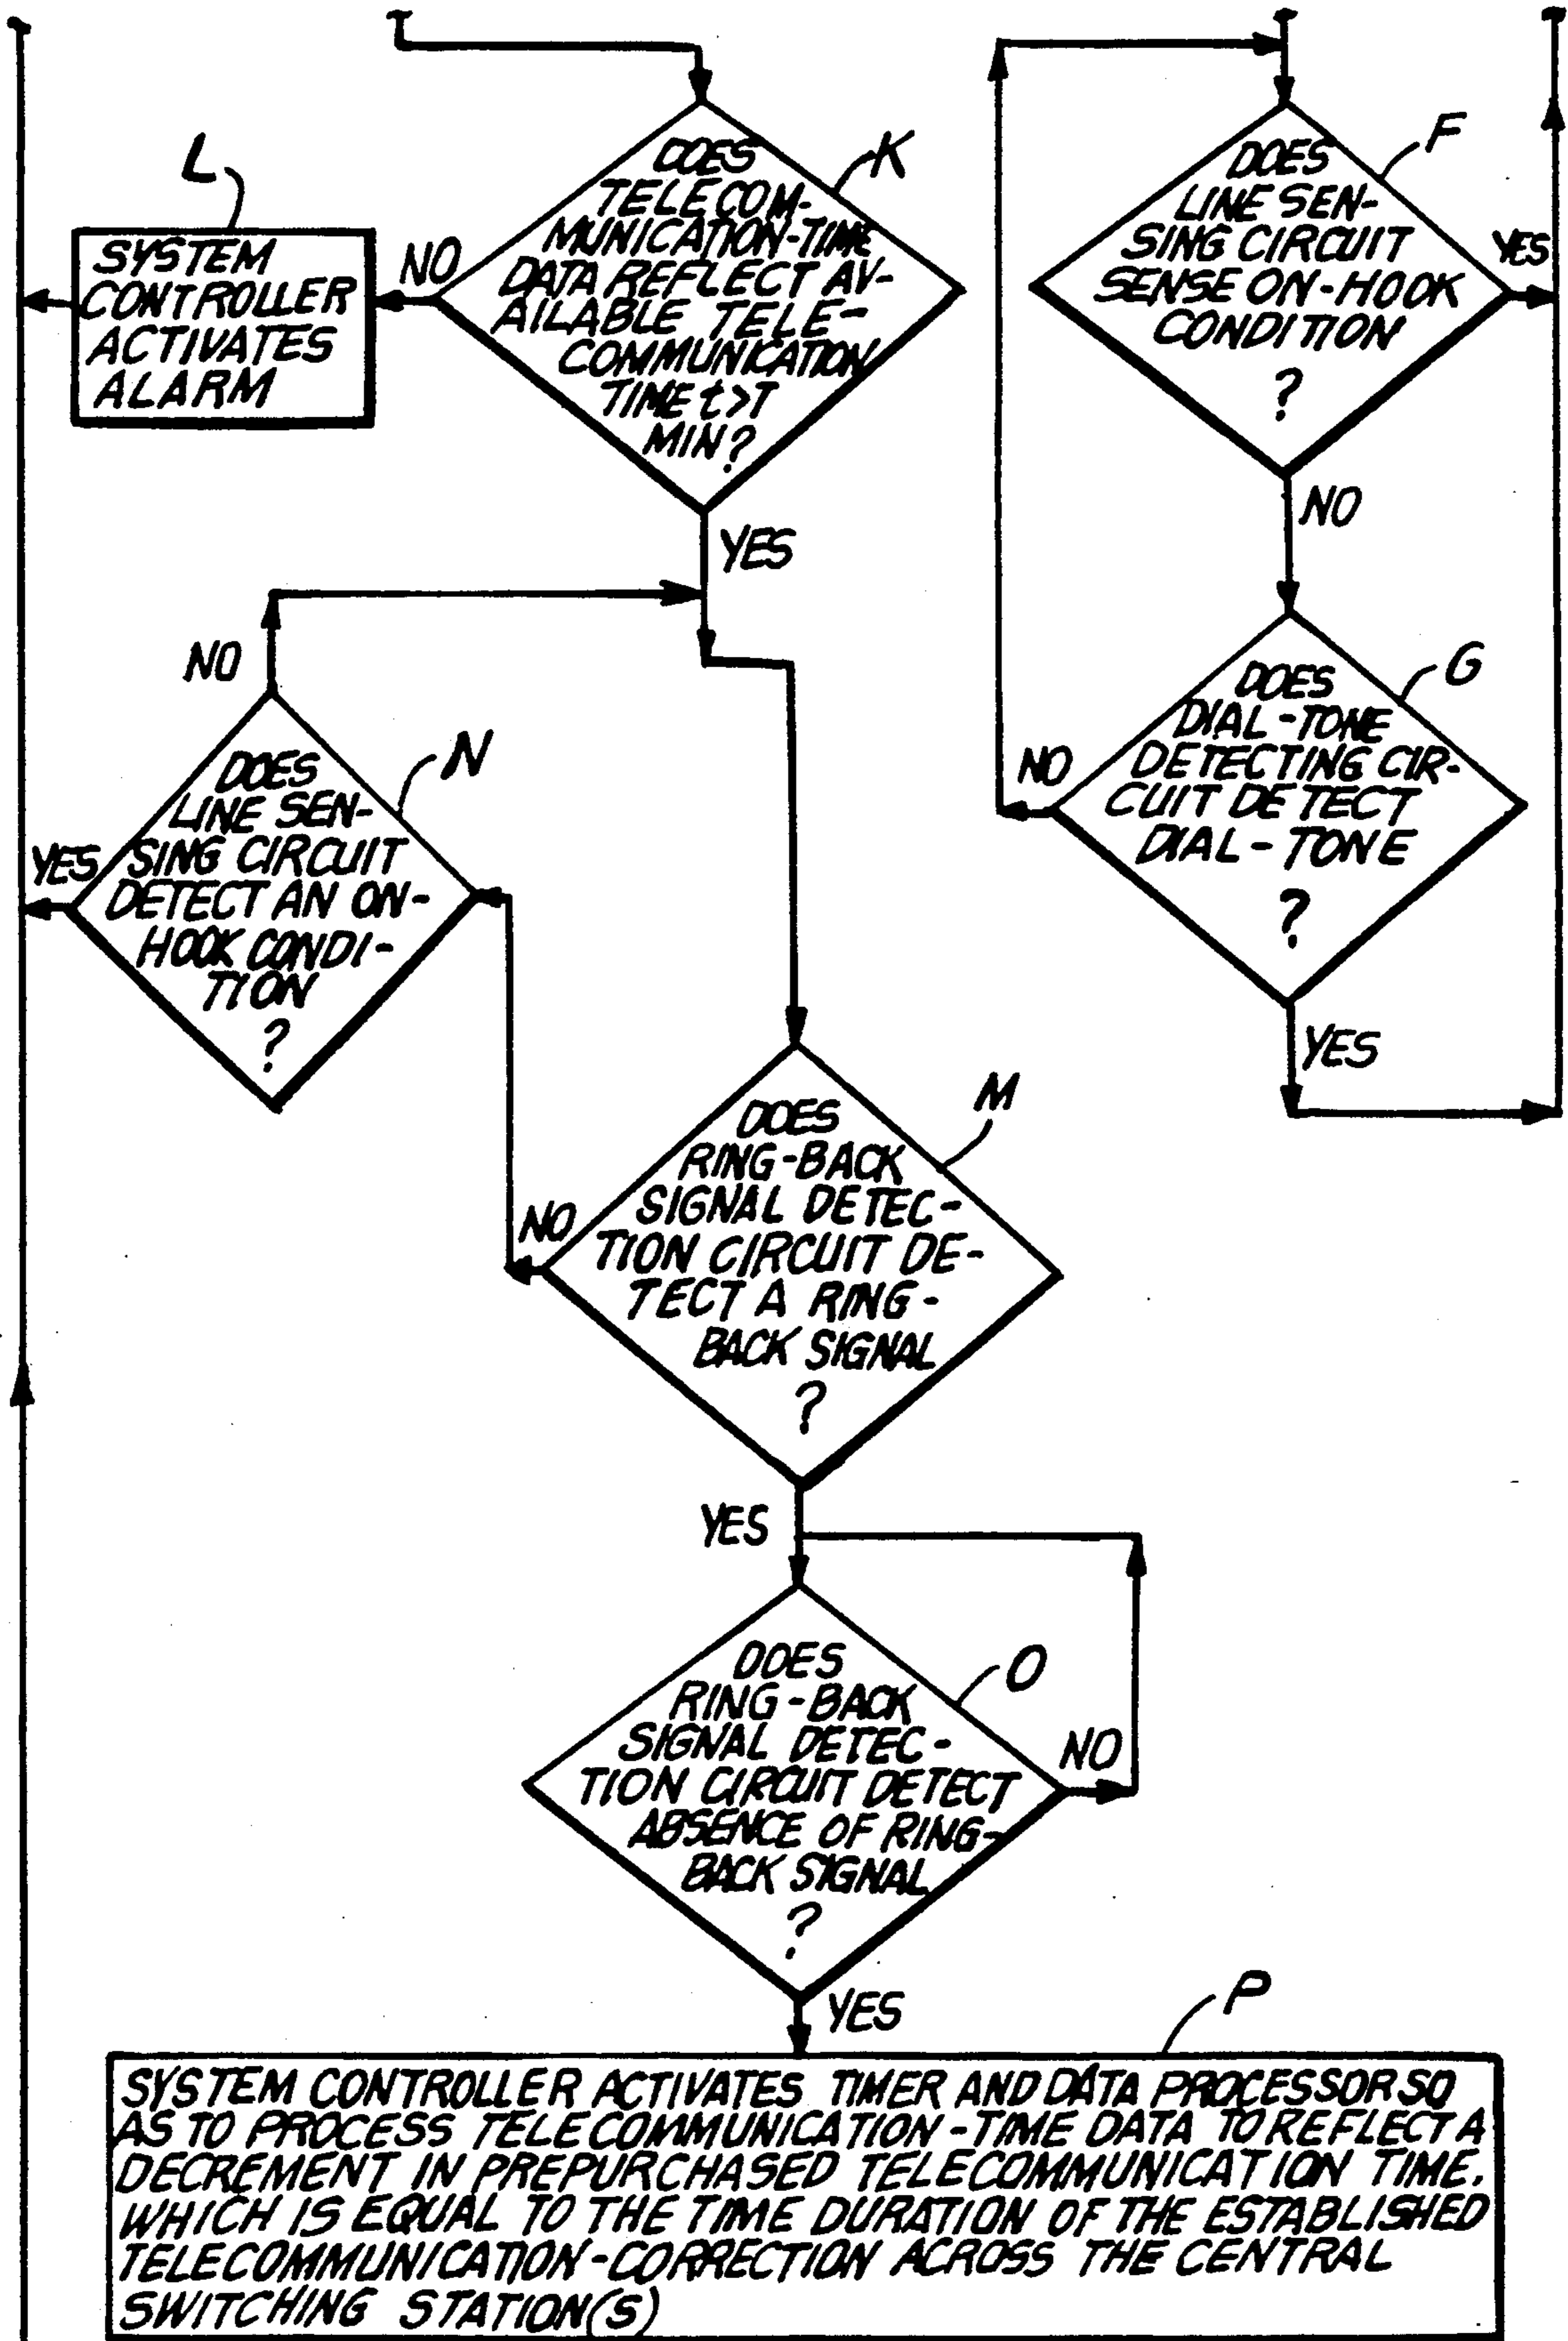 L
SYSTEM
CONTROLLER
ACTIVATES
ALARM
NO
K
DOES
TELECOM-
MUNICATION-TIME
DATA REFLECT AV-
AILABLE TELE-
COMMUNICATION
TIME t>T
MIN?
YES
F
DOES
LINE SEN-
SING CIRCUIT
SENSE ON-HOOK
CONDITION
?
YES
NO
G
DOES
DIAL-TONE
DETECTING CIR-
CUIT DETECT
DIAL-TONE
?
NO
YES
NO
N
DOES
LINE SEN-
SING CIRCUIT
DETECT AN ON-
HOOK CONDI-
TION
?
YES
M
DOES
RING-BACK
SIGNAL DETEC-
TION CIRCUIT DE-
TECT A RING-
BACK SIGNAL
?
NO
YES
O
DOES
RING-BACK
SIGNAL DETEC-
TION CIRCUIT DETECT
ABSENCE OF RING-
BACK SIGNAL
?
NO
YES
P
SYSTEM CONTROLLER ACTIVATES TIMER AND DATA PROCESSOR SO
AS TO PROCESS TELECOMMUNICATION-TIME DATA TO REFLECT A
DECREMENT IN PREPURCHASED TELECOMMUNICATION TIME.
WHICH IS EQUAL TO THE TIME DURATION OF THE ESTABLISHED
TELECOMMUNICATION-CORRECTION ACROSS THE CENTRAL
SWITCHING STATION(S)